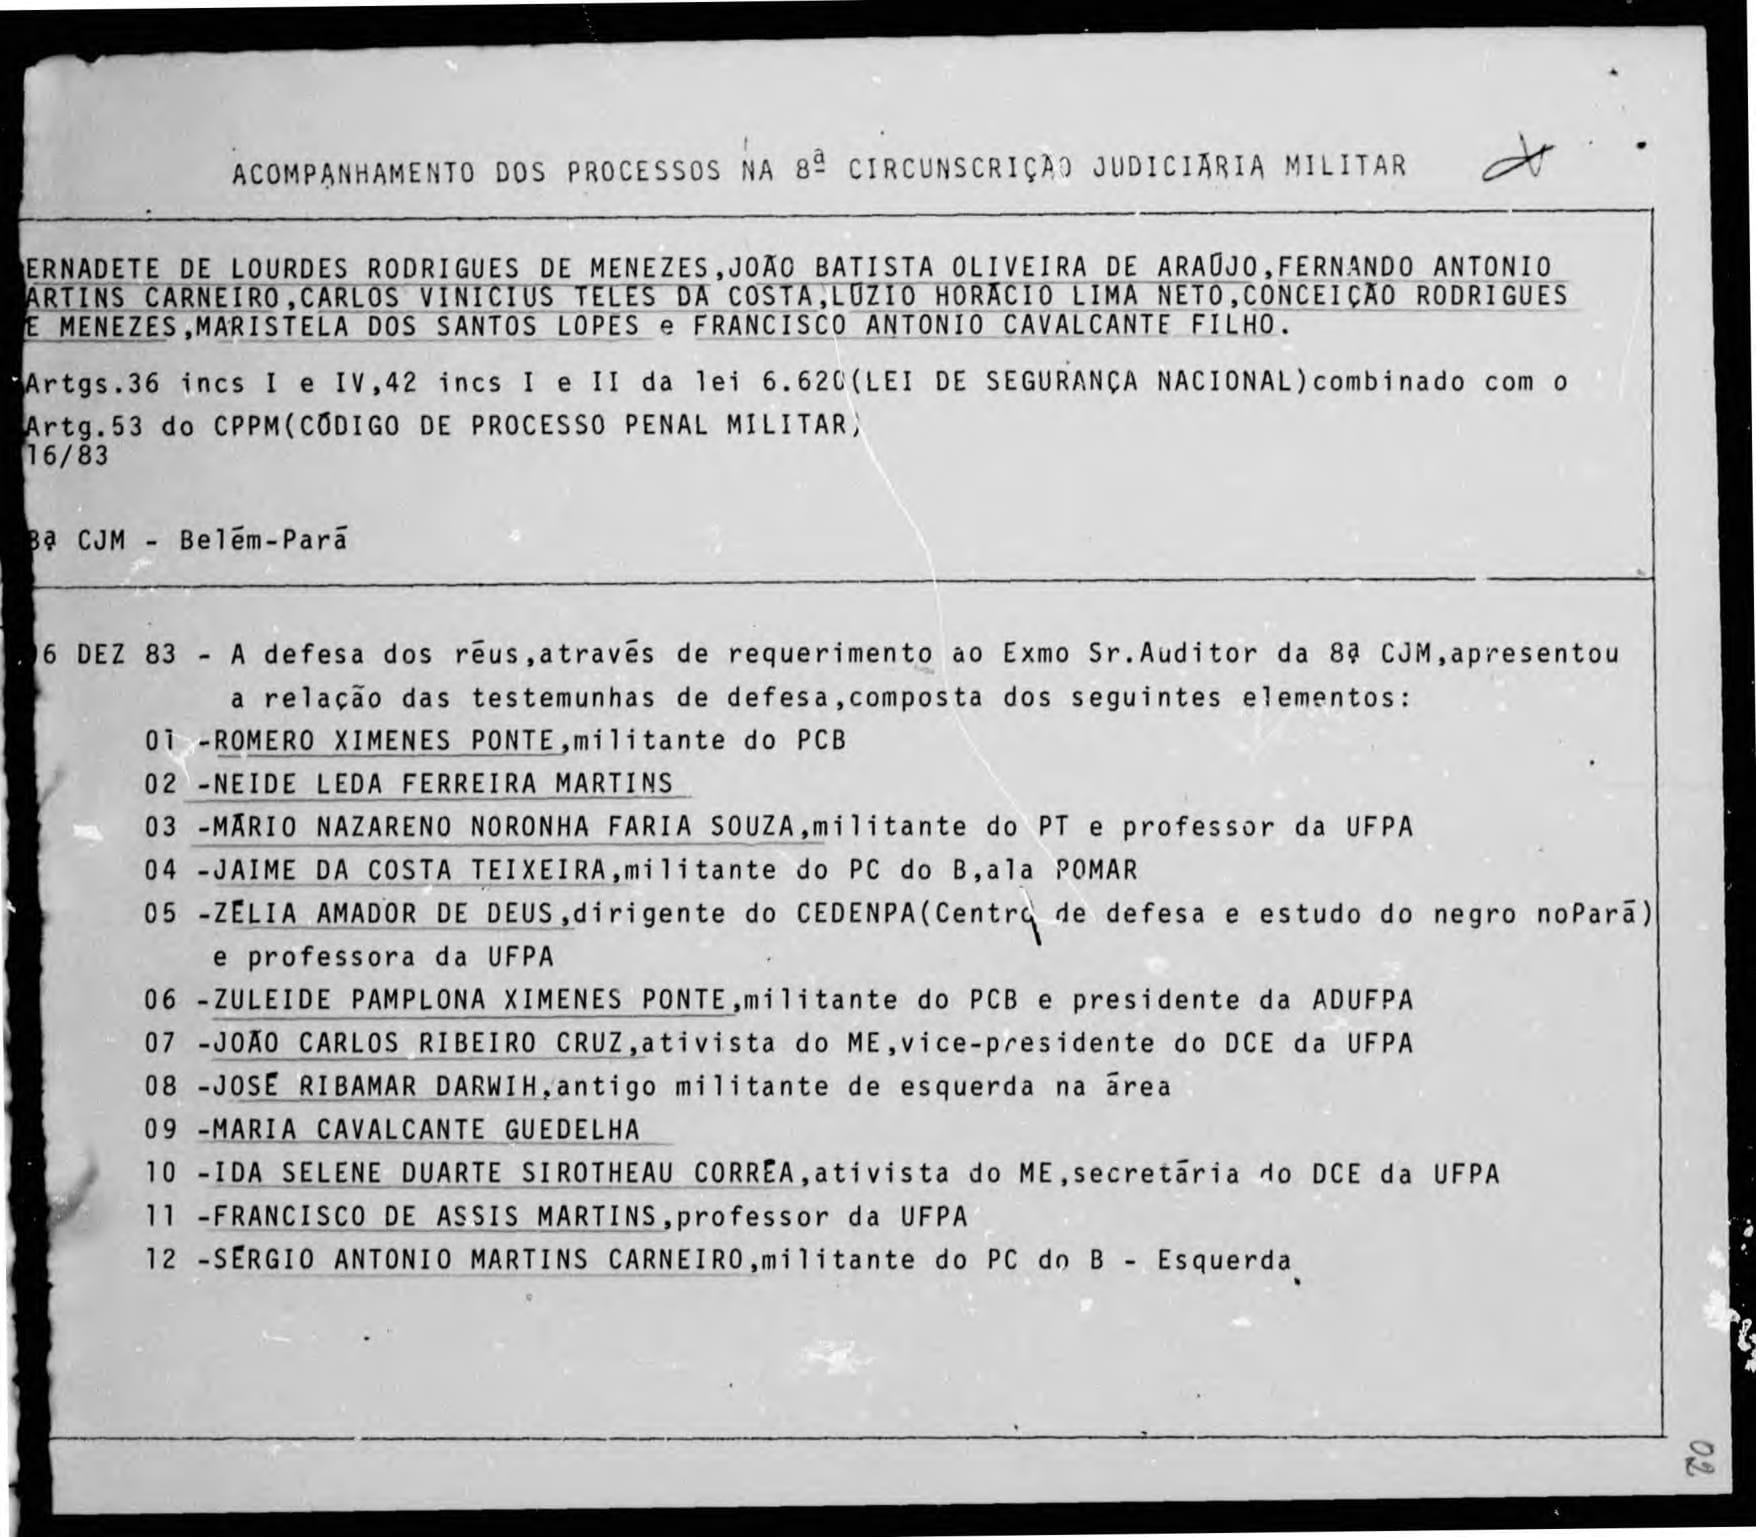 ACOMPANHAMENTO DOS PROCESSOS NA 8ª CIRCUNSCRIÇÃO JUDICIÁRIA MILITAR
ERNADETE DE LOURDES RODRIGUES DE MENEZES,JOÃO BATISTA OLIVEIRA DE ARAÚJO,FERNANDO ANTONIO
ARTINS CARNEIRO,CARLOS VINICIUS TELES DA COSTA,LÚZIO HORÁCIO LIMA NETO,CONCEIÇÃO RODRIGUES
E MENEZES,MARISTELA DOS SANTOS LOPES e FRANCISCO ANTONIO CAVALCANTE FILHO.
Artgs.36 incs I e IV,42 incs I e II da lei 6.620(LEI DE SEGURANÇA NACIONAL)combinado com o
Artg.53 do CPPM(CÓDIGO DE PROCESSO PENAL MILITAR)
16/83
8ª CJM - Belém-Pará
6 DEZ 83 - A defesa dos réus,através de requerimento ao Exmo Sr.Auditor da 8ª CJM,apresentou
a relação das testemunhas de defesa,composta dos seguintes elementos:
01 -ROMERO XIMENES PONTE,militante do PCB
02 -NEIDE LEDA FERREIRA MARTINS
03 -MÁRIO NAZARENO NORONHA FARIA SOUZA,militante do PT e professor da UFPA
04 -JAIME DA COSTA TEIXEIRA,militante do PC do B,ala POMAR
05 -ZÉLIA AMADOR DE DEUS,dirigente do CEDENPA(Centro de defesa e estudo do negro noPará)
e professora da UFPA
06 -ZULEIDE PAMPLONA XIMENES PONTE,militante do PCB e presidente da ADUFPA
07 -JOÃO CARLOS RIBEIRO CRUZ,ativista do ME,vice-presidente do DCE da UFPA
08 -JOSÉ RIBAMAR DARWIH,antigo militante de esquerda na área
09 -MARIA CAVALCANTE GUEDELHA
10 -IDA SELENE DUARTE SIROTHEAU CORRÊA,ativista do ME,secretária do DCE da UFPA
11 -FRANCISCO DE ASSIS MARTINS,professor da UFPA
12 -SÉRGIO ANTONIO MARTINS CARNEIRO,militante do PC do B - Esquerda